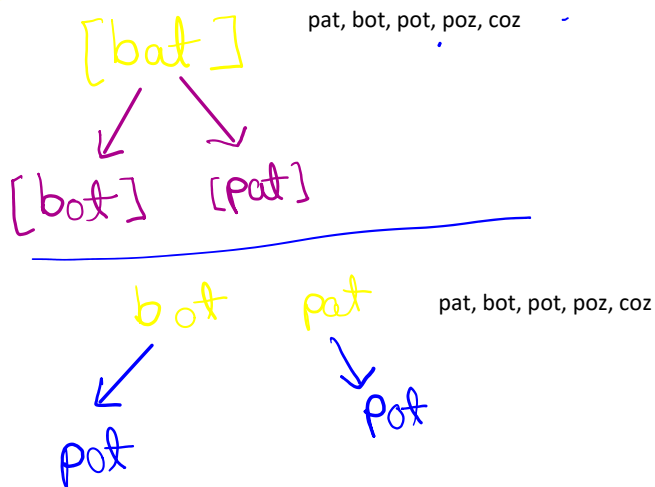 pat, bot, pot, poz, coz
[bat]
[bot] [pat]
bot pat
pat, bot, pot, poz, coz
pot
pot